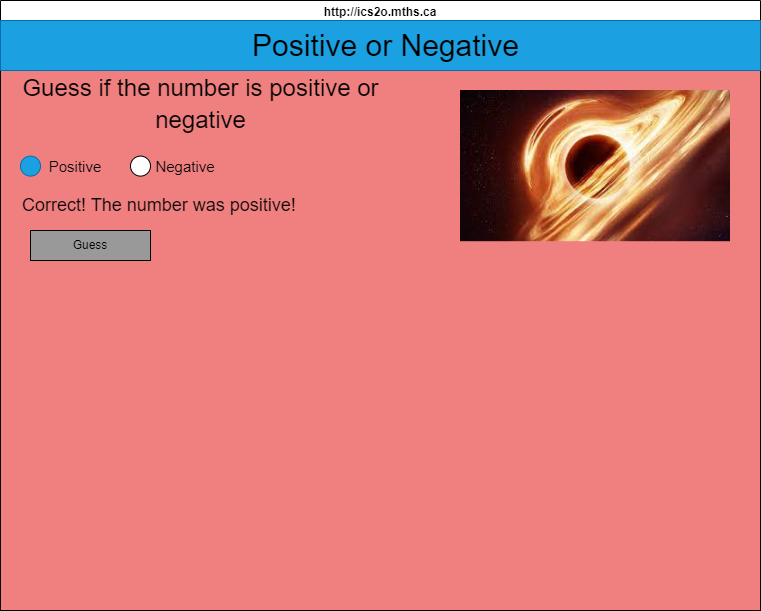 http://ics2o.mths.ca
Positive or Negative
Guess if the number is positive or
negative
Positive Negative
Correct! The number was positive!
Guess